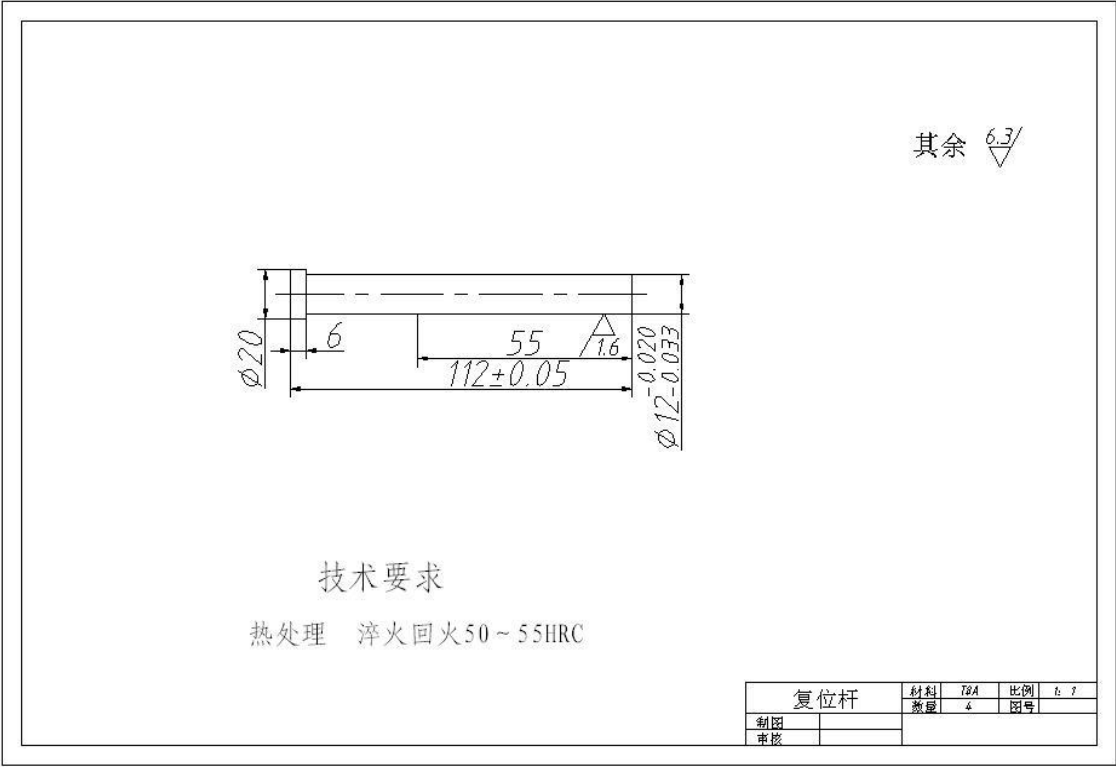 其余 6.3
Ø20
6
55
1.6
112±0.05
Ø12 -0.020 -0.033
技术要求
热处理 淬火回火50~55HRC
复位杆 材料 T8A 比例 1:1
数量 4 图号
制图
审核